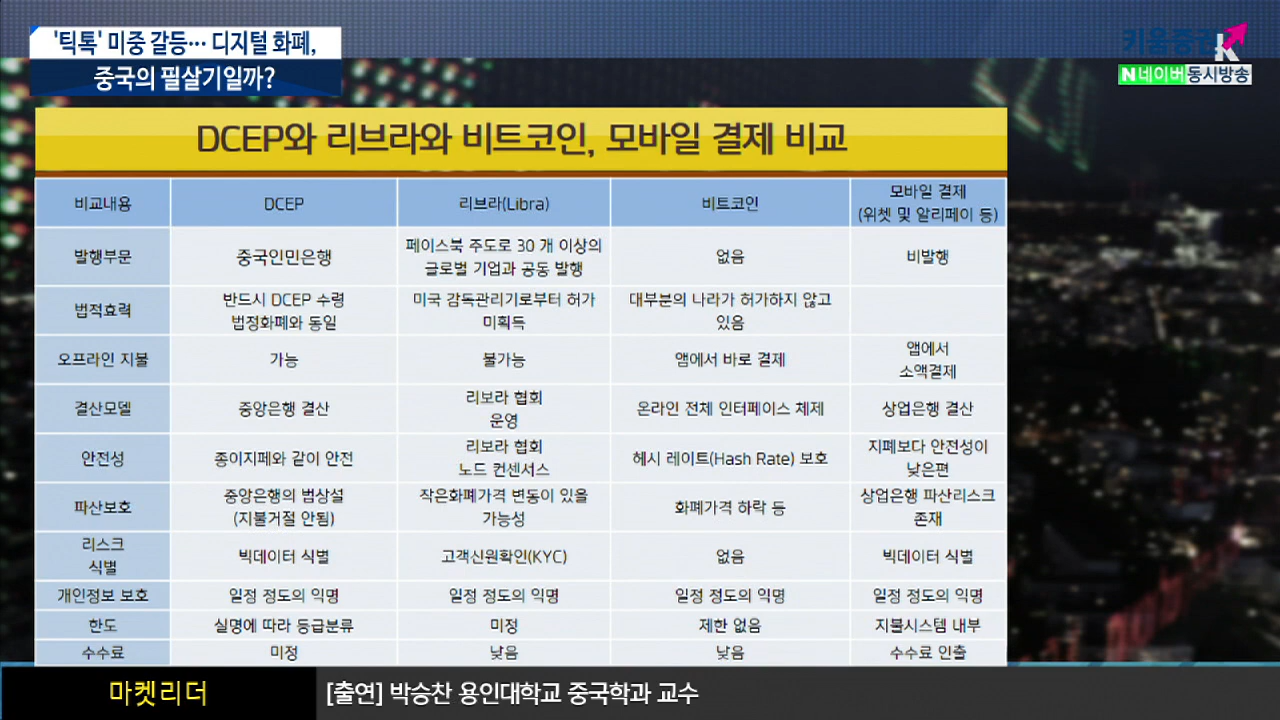 '틱톡' 미중 갈등… 디지털 화폐,
중국의 필살기일까?
키움증권
N네이버 동시방송
DCEP와 리브라와 비트코인, 모바일 결제 비교
비교내용 DCEP 리브라(Libra) 비트코인 모바일 결제
(위쳇 및 알리페이 등)
발행부문 중국인민은행 페이스북 주도로 30 개 이상의
글로벌 기업과 공동 발행 없음 비발행
법적효력 반드시 DCEP 수령
법정화폐와 동일 미국 감독관리기로부터 허가
미획득 대부분의 나라가 허가하지 않고
있음
오프라인 지불 가능 불가능 앱에서 바로 결제 앱에서
소액결제
결산모델 중앙은행 결산 리보라 협회
운영 온라인 전체 인터페이스 체제 상업은행 결산
안전성 종이지페와 같이 안전 리보라 협회
노드 컨센서스 헤시 레이트(Hash Rate) 보호 지폐보다 안전성이
낮은편
파산보호 중앙은행의 법상설
(지불거절 안됨) 작은화폐가격 변동이 있을
가능성 화폐가격 하락 등 상업은행 파산리스크
존재
리스크
식별 빅데이터 식별 고객신원확인(KYC) 없음 빅데이터 식별
개인정보 보호 일정 정도의 익명 일정 정도의 익명 일정 정도의 익명 일정 정도의 익명
한도 실명에 따라 등급분류 미정 제한 없음 지불시스템 내부
수수료 미정 낮음 낮음 수수료 인출
마켓리더 [출연] 박승찬 용인대학교 중국학과 교수